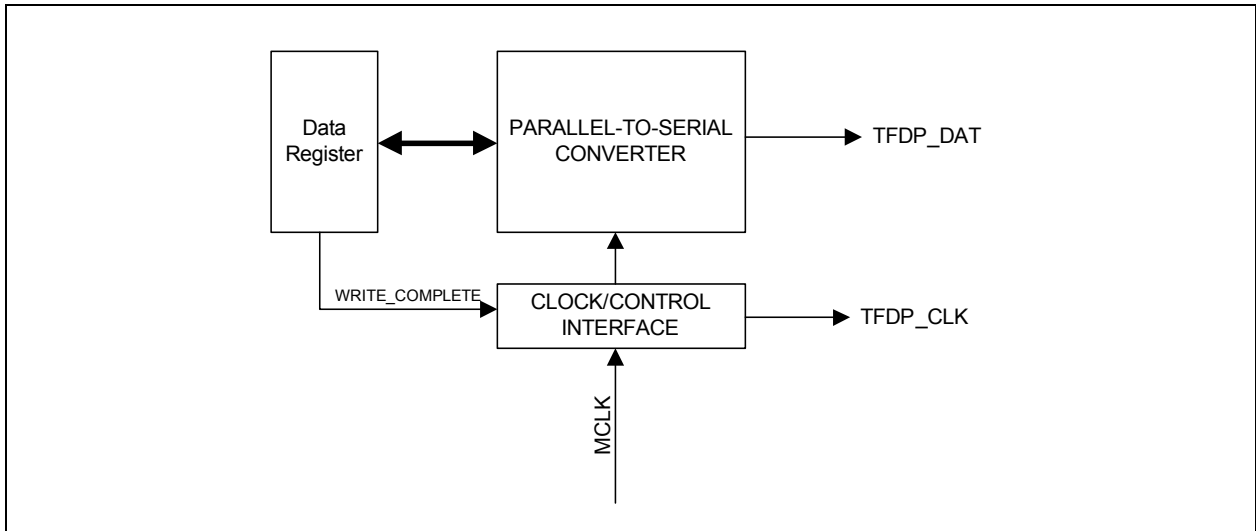 Data
Register
PARALLEL-TO-SERIAL
CONVERTER
TFDP_DAT
WRITE_COMPLETE
CLOCK/CONTROL
INTERFACE
TFDP_CLK
MCLK